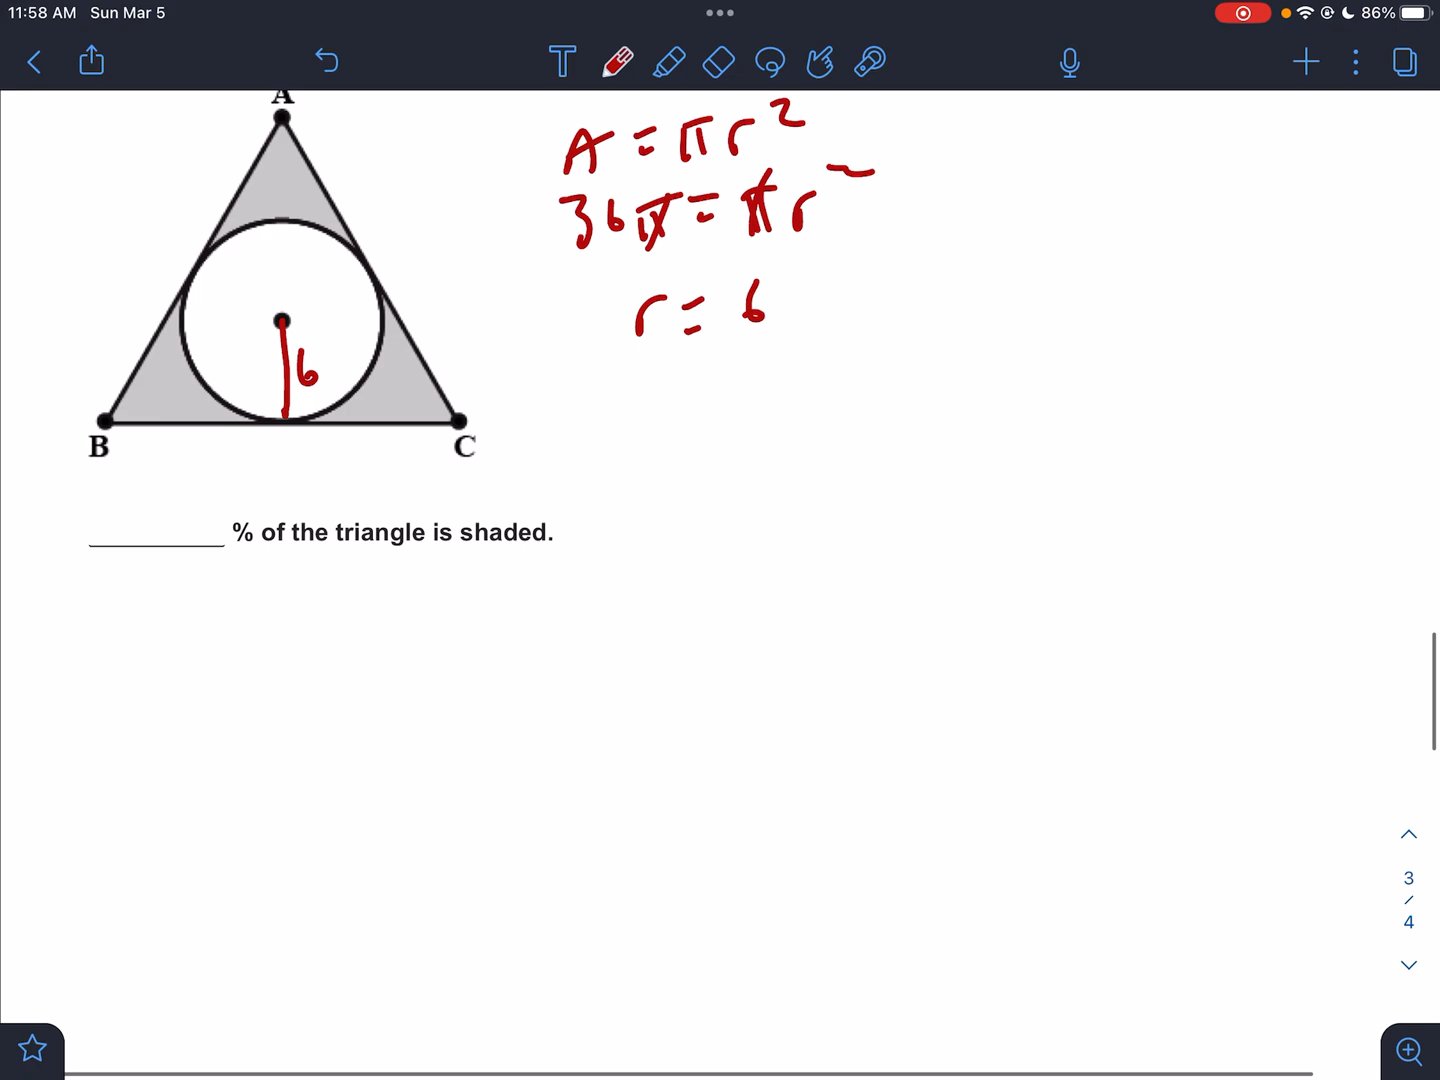 11:58 AM Sun Mar 5
86%
A
A = πr²
36π = πr²
r = 6
6
B
C
________ % of the triangle is shaded.
3
/
4